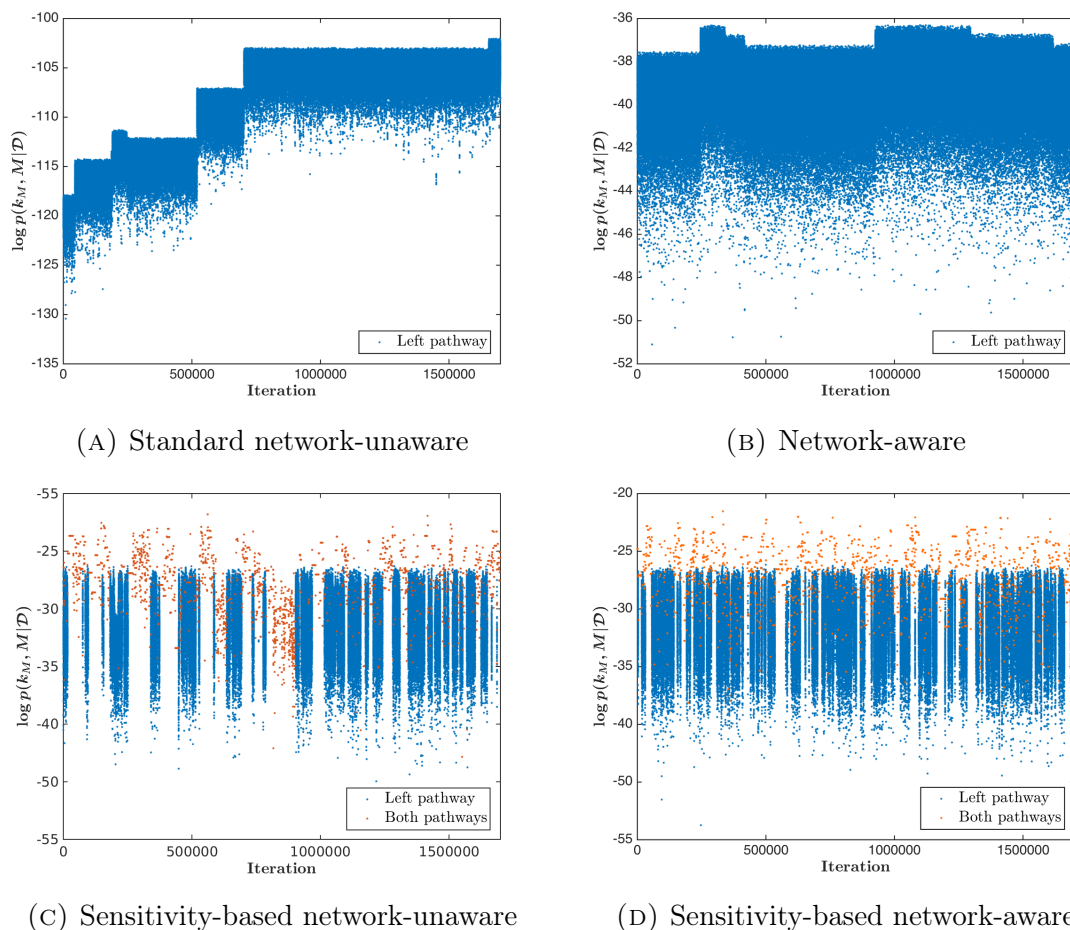 -100
-105
-110
-115
-120
-125
-130
-135
log p(k_M, M|𝒟)
0 500000 1000000 1500000
Iteration
Left pathway
(A) Standard network-unaware
-36
-38
-40
-42
-44
-46
-48
-50
-52
log p(k_M, M|𝒟)
0 500000 1000000 1500000
Iteration
Left pathway
(B) Network-aware
-55
-25
-30
-35
-40
-50
-55
log p(k_M, M|𝒟)
0 500000 1000000 1500000
Iteration
Left pathway
Both pathways
(C) Sensitivity-based network-unaware
-20
-25
-30
-35
-40
-45
-50
-55
log p(k_M, M|𝒟)
0 500000 1000000 1500000
Iteration
Left pathway
Both pathways
(D) Sensitivity-based network-aware